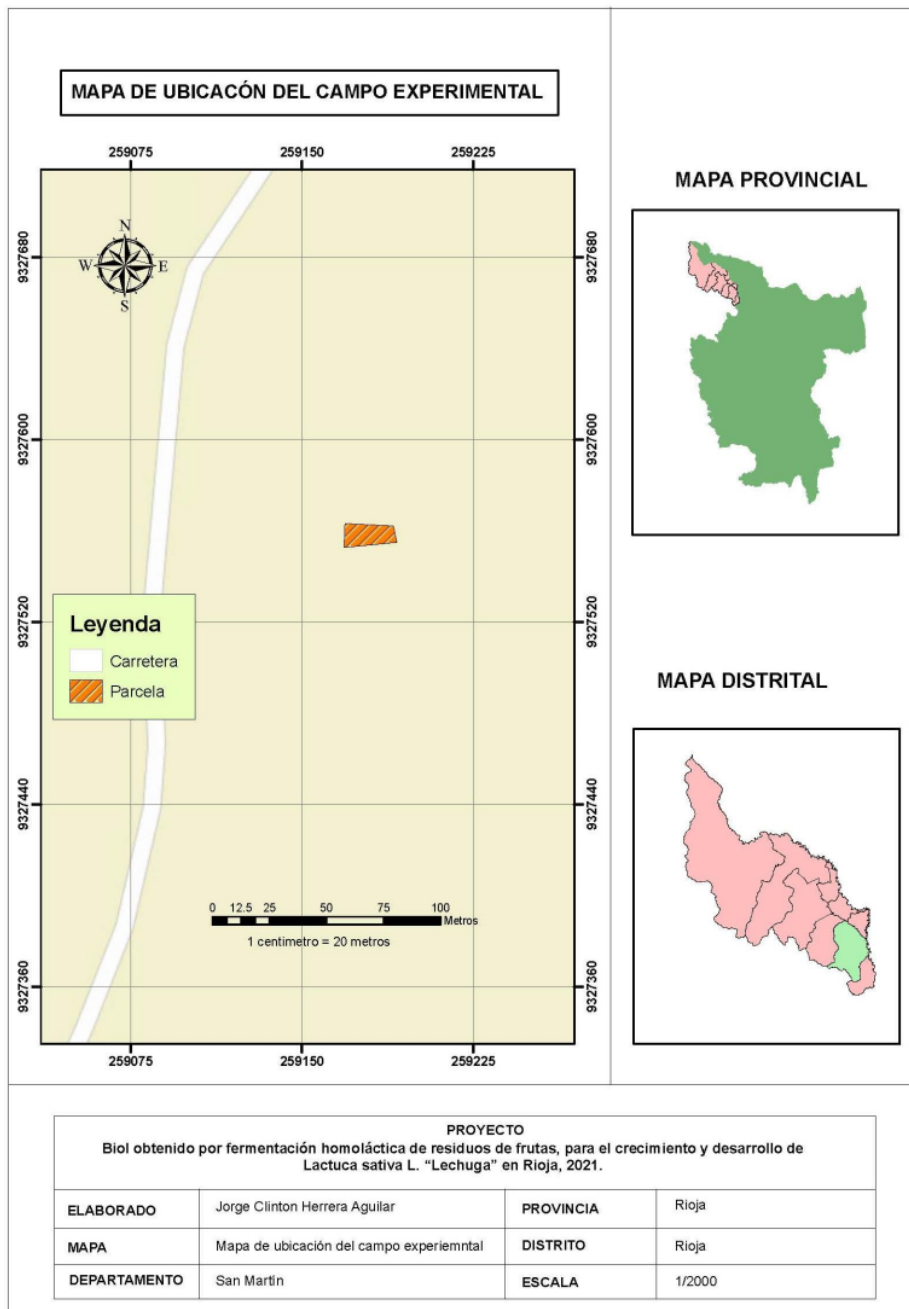 MAPA DE UBICACÓN DEL CAMPO EXPERIMENTAL
259075 259150 259225
N
W E
S
9327680 9327680
9327600 9327600
9327520 9327520
9327440 9327440
9327360 9327360
Leyenda
Carretera
Parcela
0 12.5 25 50 75 100
Metros
1 centimetro = 20 metros
259075 259150 259225
MAPA PROVINCIAL
MAPA DISTRITAL
PROYECTO
Biol obtenido por fermentación homoláctica de residuos de frutas, para el crecimiento y desarrollo de
Lactuca sativa L. “Lechuga” en Rioja, 2021.
ELABORADO Jorge Clinton Herrera Aguilar PROVINCIA Rioja
MAPA Mapa de ubicación del campo experiemntal DISTRITO Rioja
DEPARTAMENTO San Martin ESCALA 1/2000